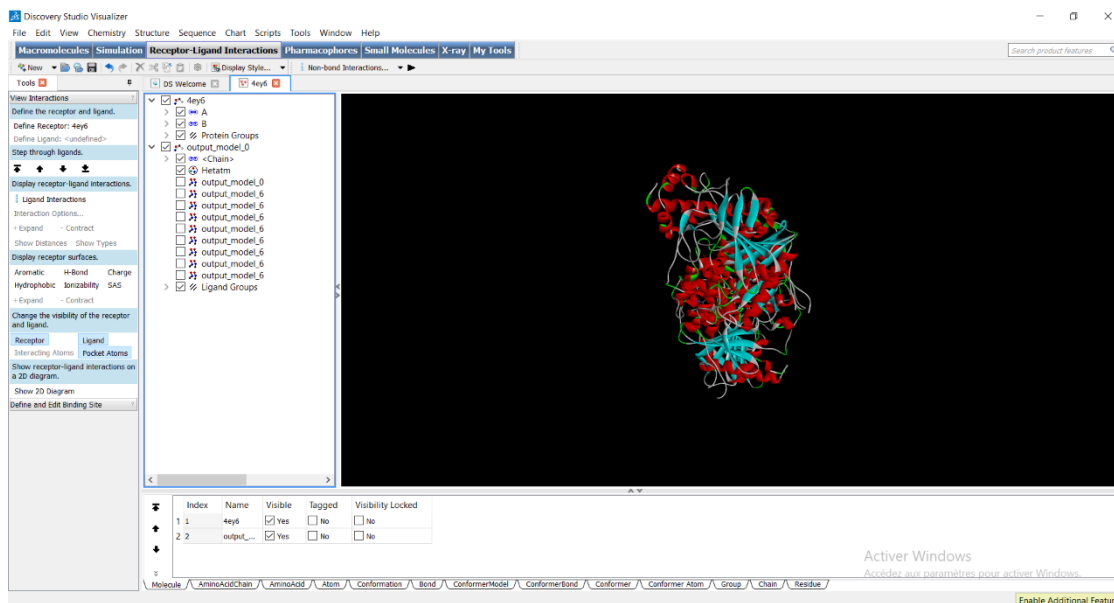 Discovery Studio Visualizer
File Edit View Chemistry Structure Sequence Chart Scripts Tools Window Help
Macromolecules Simulation Receptor-Ligand Interactions Pharmacophores Small Molecules X-ray My Tools
Search product features
New Display Style... Non-bond Interactions...
Tools
DS Welcome 4ey6
View Interactions ?
Define the receptor and ligand.
Define Receptor: 4ey6
Define Ligand: <undefined>
Step through ligands.
Display receptor-ligand interactions.
Ligand Interactions
Interaction Options...
+ Expand - Contract
Show Distances Show Types
Display receptor surfaces.
Aromatic H-Bond Charge
Hydrophobic Ionizability SAS
+ Expand - Contract
Change the visibility of the receptor
and ligand.
Receptor Ligand
Interacting Atoms Pocket Atoms
Show receptor-ligand interactions on
a 2D diagram.
Show 2D Diagram
Define and Edit Binding Site ?
4ey6
A
B
Protein Groups
output_model_0
<Chain>
Hetatm
output_model_0
output_model_6
output_model_6
output_model_6
output_model_6
output_model_6
output_model_6
output_model_6
output_model_6
Ligand Groups
Index Name Visible Tagged Visibility Locked
1 1 4ey6 Yes No No
2 2 output_... Yes No No
Molecule AminoAcidChain AminoAcid Atom Conformation Bond ConformerModel ConformerBond Conformer Conformer Atom Group Chain Residue
Activer Windows
Accédez aux paramètres pour activer Windows.
Enable Additional Featur